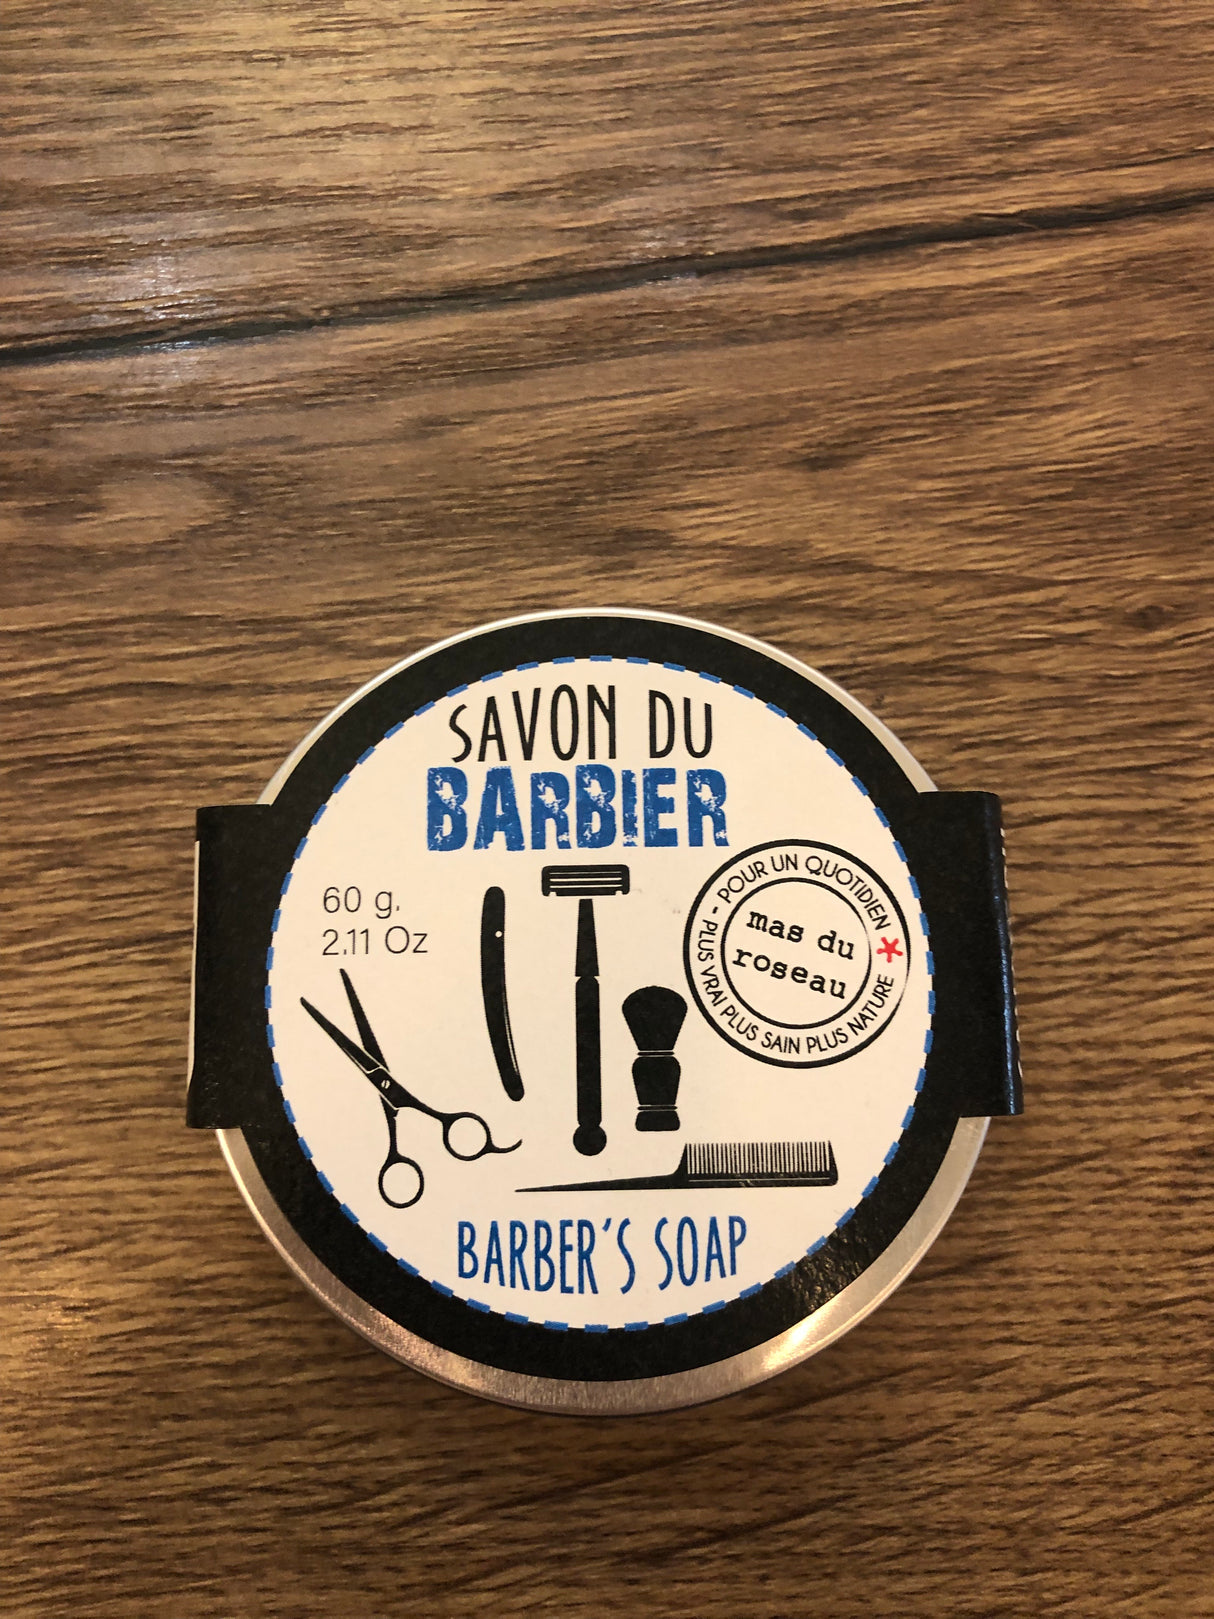 SAVON DU
BARBIER
60 g.
2.11 Oz
POUR UN QUOTIDIEN
mas du
roseau
- PLUS VRAI PLUS SAIN PLUS NATURE
BARBER'S SOAP